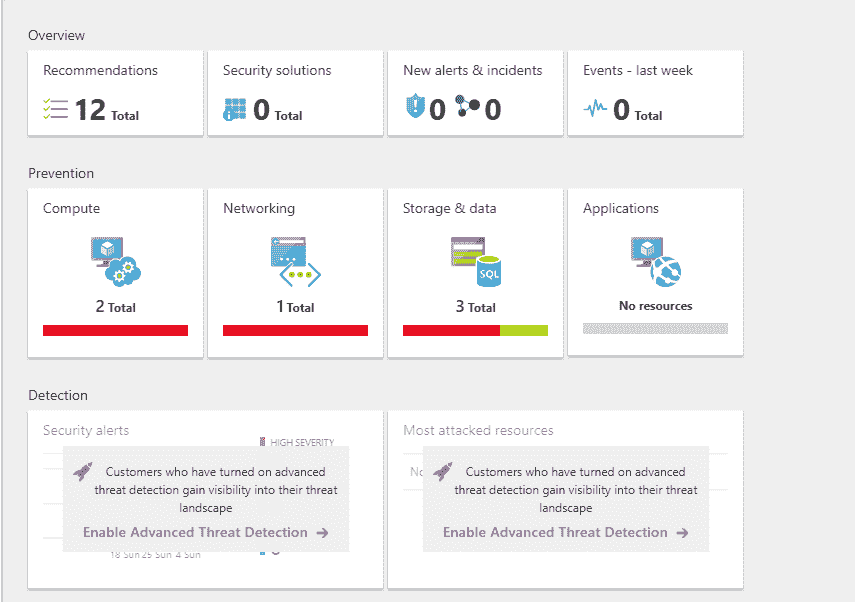 Overview
Recommendations
12 Total
Security solutions
0 Total
New alerts & incidents
0 0
Events - last week
0 Total
Prevention
Compute
2 Total
Networking
1 Total
Storage & data
SQL
3 Total
Applications
No resources
Detection
Security alerts
HIGH SEVERITY
Customers who have turned on advanced
threat detection gain visibility into their threat
landscape
Enable Advanced Threat Detection →
18 Sun 25 Sun 4 Sun
Most attacked resources
Customers who have turned on advanced
threat detection gain visibility into their threat
landscape
Enable Advanced Threat Detection →